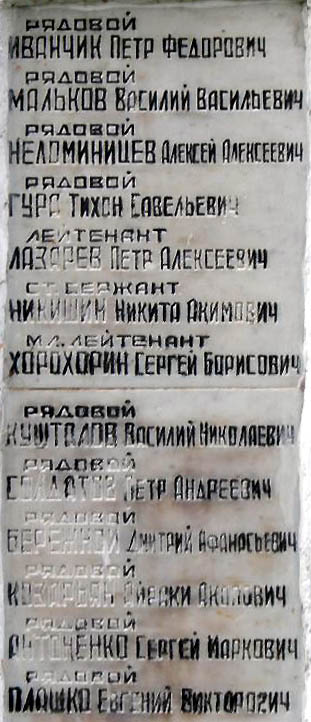 РЯДОВОЙ
ИВАНЧИК ПЕТР ФЕДОРОВИЧ
РЯДОВОЙ
МАЛЬКОВ ВАСИЛИЙ ВАСИЛЬЕВИЧ
РЯДОВОЙ
НЕЛОМИНИЦЕВ АЛЕКСЕЙ АЛЕКСЕЕВИЧ
РЯДОВОЙ
ГУРА ТИХОН САВЕЛЬЕВИЧ
ЛЕЙТЕНАНТ
ЛАЗАРЕВ ПЕТР АЛЕКСЕЕВИЧ
СТ. СЕРЖАНТ
НИКИШИН НИКИТА АКИМОВИЧ
МЛ. ЛЕЙТЕНАНТ
ХОРОХОРИН СЕРГЕЙ БОРИСОВИЧ
РЯДОВОЙ
КУШТАЛОВ ВАСИЛИЙ НИКОЛАЕВИЧ
РЯДОВОЙ
СОЛДАТОВ ПЕТР АНДРЕЕВИЧ
РЯДОВОЙ
БЕРЕЖНОЙ ДМИТРИЙ АФАНАСЬЕВИЧ
РЯДОВОЙ
АКОПОВИЧ
РЯДОВОЙ
АНТОЧЕНКО СЕРГЕЙ МАРКОВИЧ
РЯДОВОЙ
ПЛАШКО ЕВГЕНИЙ ВИКТОРОВИЧ